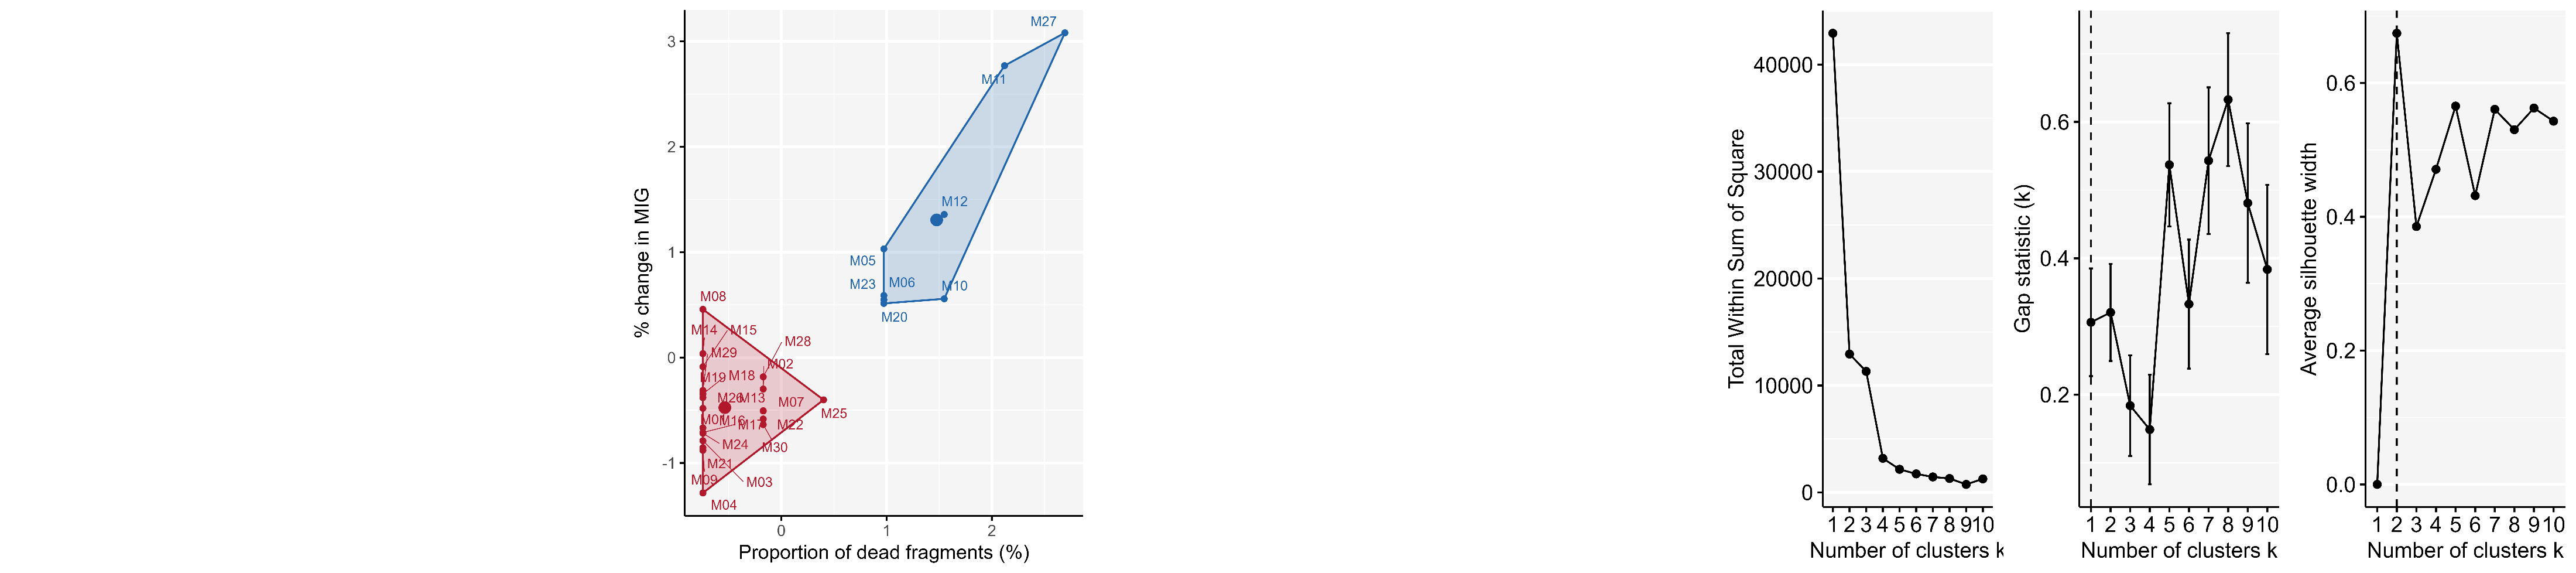 % change in MIG
3
2
1
0
-1
M27
M11
M12
M05
M23
M06
M10
M20
M08
M14
M15
M28
M29
M02
M19
M18
M26
M13
M07
M25
M16
M17
M22
M24
M30
M21
M09
M03
M04
0
1
2
Proportion of dead fragments (%)
Total Within Sum of Square
40000
30000
20000
10000
0
1 2 3 4 5 6 7 8 9 10
Number of clusters k
Gap statistic (k)
0.6
0.4
0.2
1 2 3 4 5 6 7 8 9 10
Number of clusters k
Average silhouette width
0.6
0.4
0.2
0.0
1 2 3 4 5 6 7 8 9 10
Number of clusters k